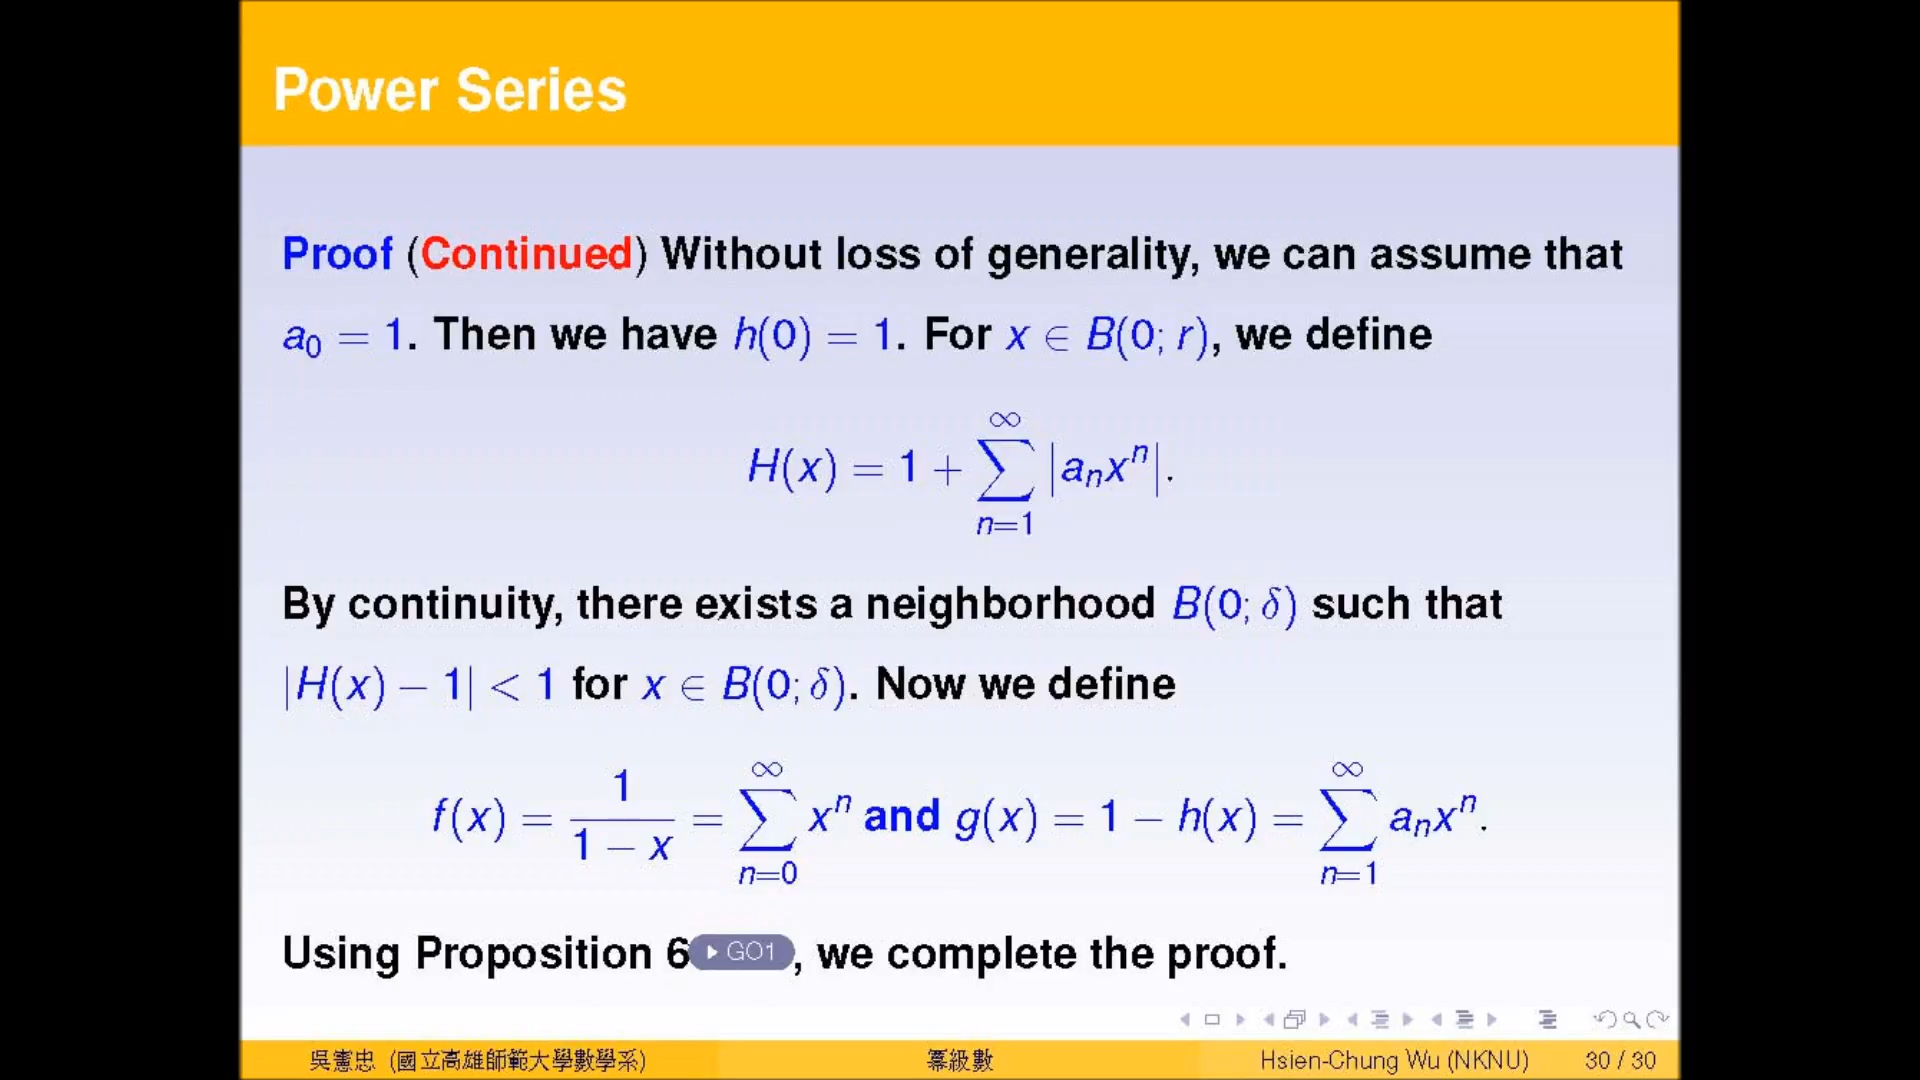 Power Series
Proof (Continued) Without loss of generality, we can assume that
a₀ = 1. Then we have h(0) = 1. For x ∈ B(0; r), we define
H(x) = 1 + ∑_{n=1}^{∞} |aₙxⁿ|.
By continuity, there exists a neighborhood B(0; δ) such that
|H(x) − 1| < 1 for x ∈ B(0; δ). Now we define
f(x) = \frac{1}{1 − x} = ∑_{n=0}^{∞} xⁿ and g(x) = 1 − h(x) = ∑_{n=1}^{∞} aₙxⁿ.
Using Proposition 6 GO1, we complete the proof.
吳憲忠 (國立高雄師範大學數學系) 冪級數 Hsien-Chung Wu (NKNU) 30 / 30